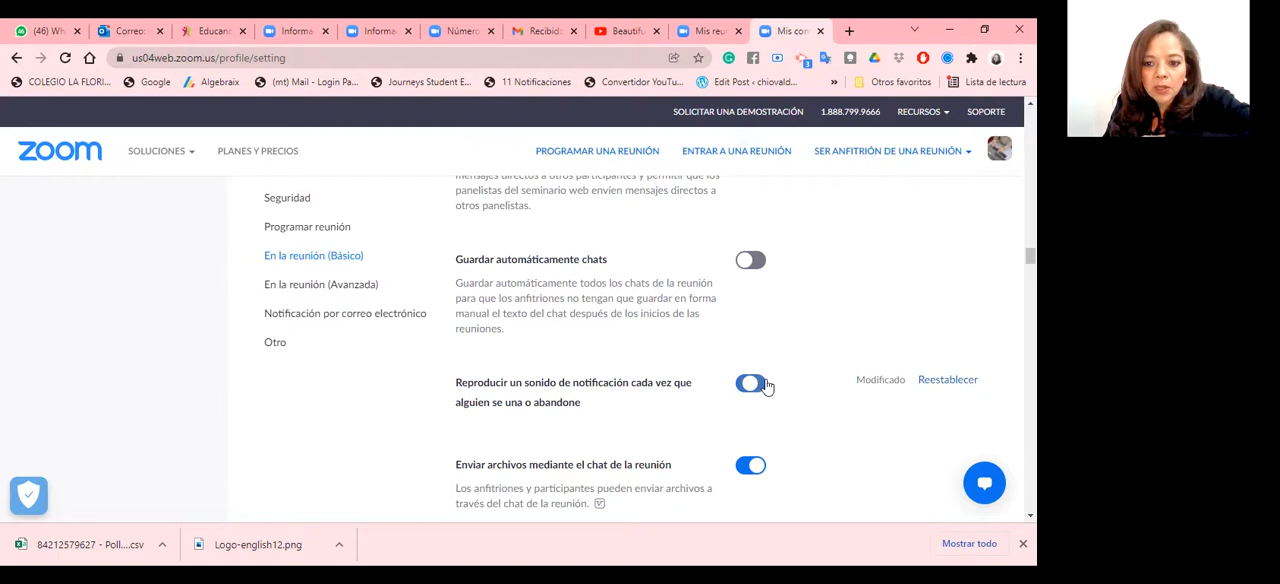 (46) Wh
Correo:
Educanc
Informa
Informa
Número
Recibido
Beautifu
Mis reu
Mis con
us04web.zoom.us/profile/setting
3
COLEGIO LA FLORI...
Google
Algebraix
(mt) Mail - Login Pa...
Journeys Student E...
11 Notificaciones
Convertidor YouTu...
Edit Post ‹ chiovald...
»
Otros favoritos
Lista de lectura
SOLICITAR UNA DEMOSTRACIÓN
1.888.799.9666
RECURSOS
SOPORTE
zoom
SOLUCIONES
PLANES Y PRECIOS
PROGRAMAR UNA REUNIÓN
ENTRAR A UNA REUNIÓN
SER ANFITRIÓN DE UNA REUNIÓN
Seguridad
Programar reunión
En la reunión (Básico)
En la reunión (Avanzada)
Notificación por correo electrónico
Otro
mensajes directos a otros participantes y permitir que los
panelistas del seminario web envíen mensajes directos a
otros panelistas.
Guardar automáticamente chats
Guardar automáticamente todos los chats de la reunión
para que los anfitriones no tengan que guardar en forma
manual el texto del chat después de los inicios de las
reuniones.
Reproducir un sonido de notificación cada vez que
alguien se una o abandone
Modificado
Reestablecer
Enviar archivos mediante el chat de la reunión
Los anfitriones y participantes pueden enviar archivos a
través del chat de la reunión.
84212579627 - Poll....csv
Logo-english12.png
Mostrar todo